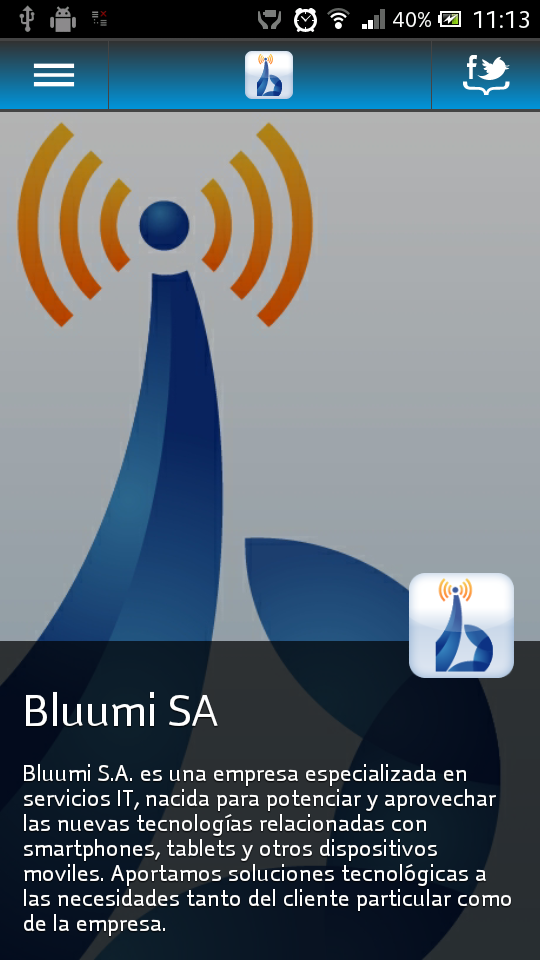 40% 11:13
f
Bluumi SA
Bluumi S.A. es una empresa especializada en
servicios IT, nacida para potenciar y aprovechar
las nuevas tecnologías relacionadas con
smartphones, tablets y otros dispositivos
moviles. Aportamos soluciones tecnológicas a
las necesidades tanto del cliente particular como
de la empresa.